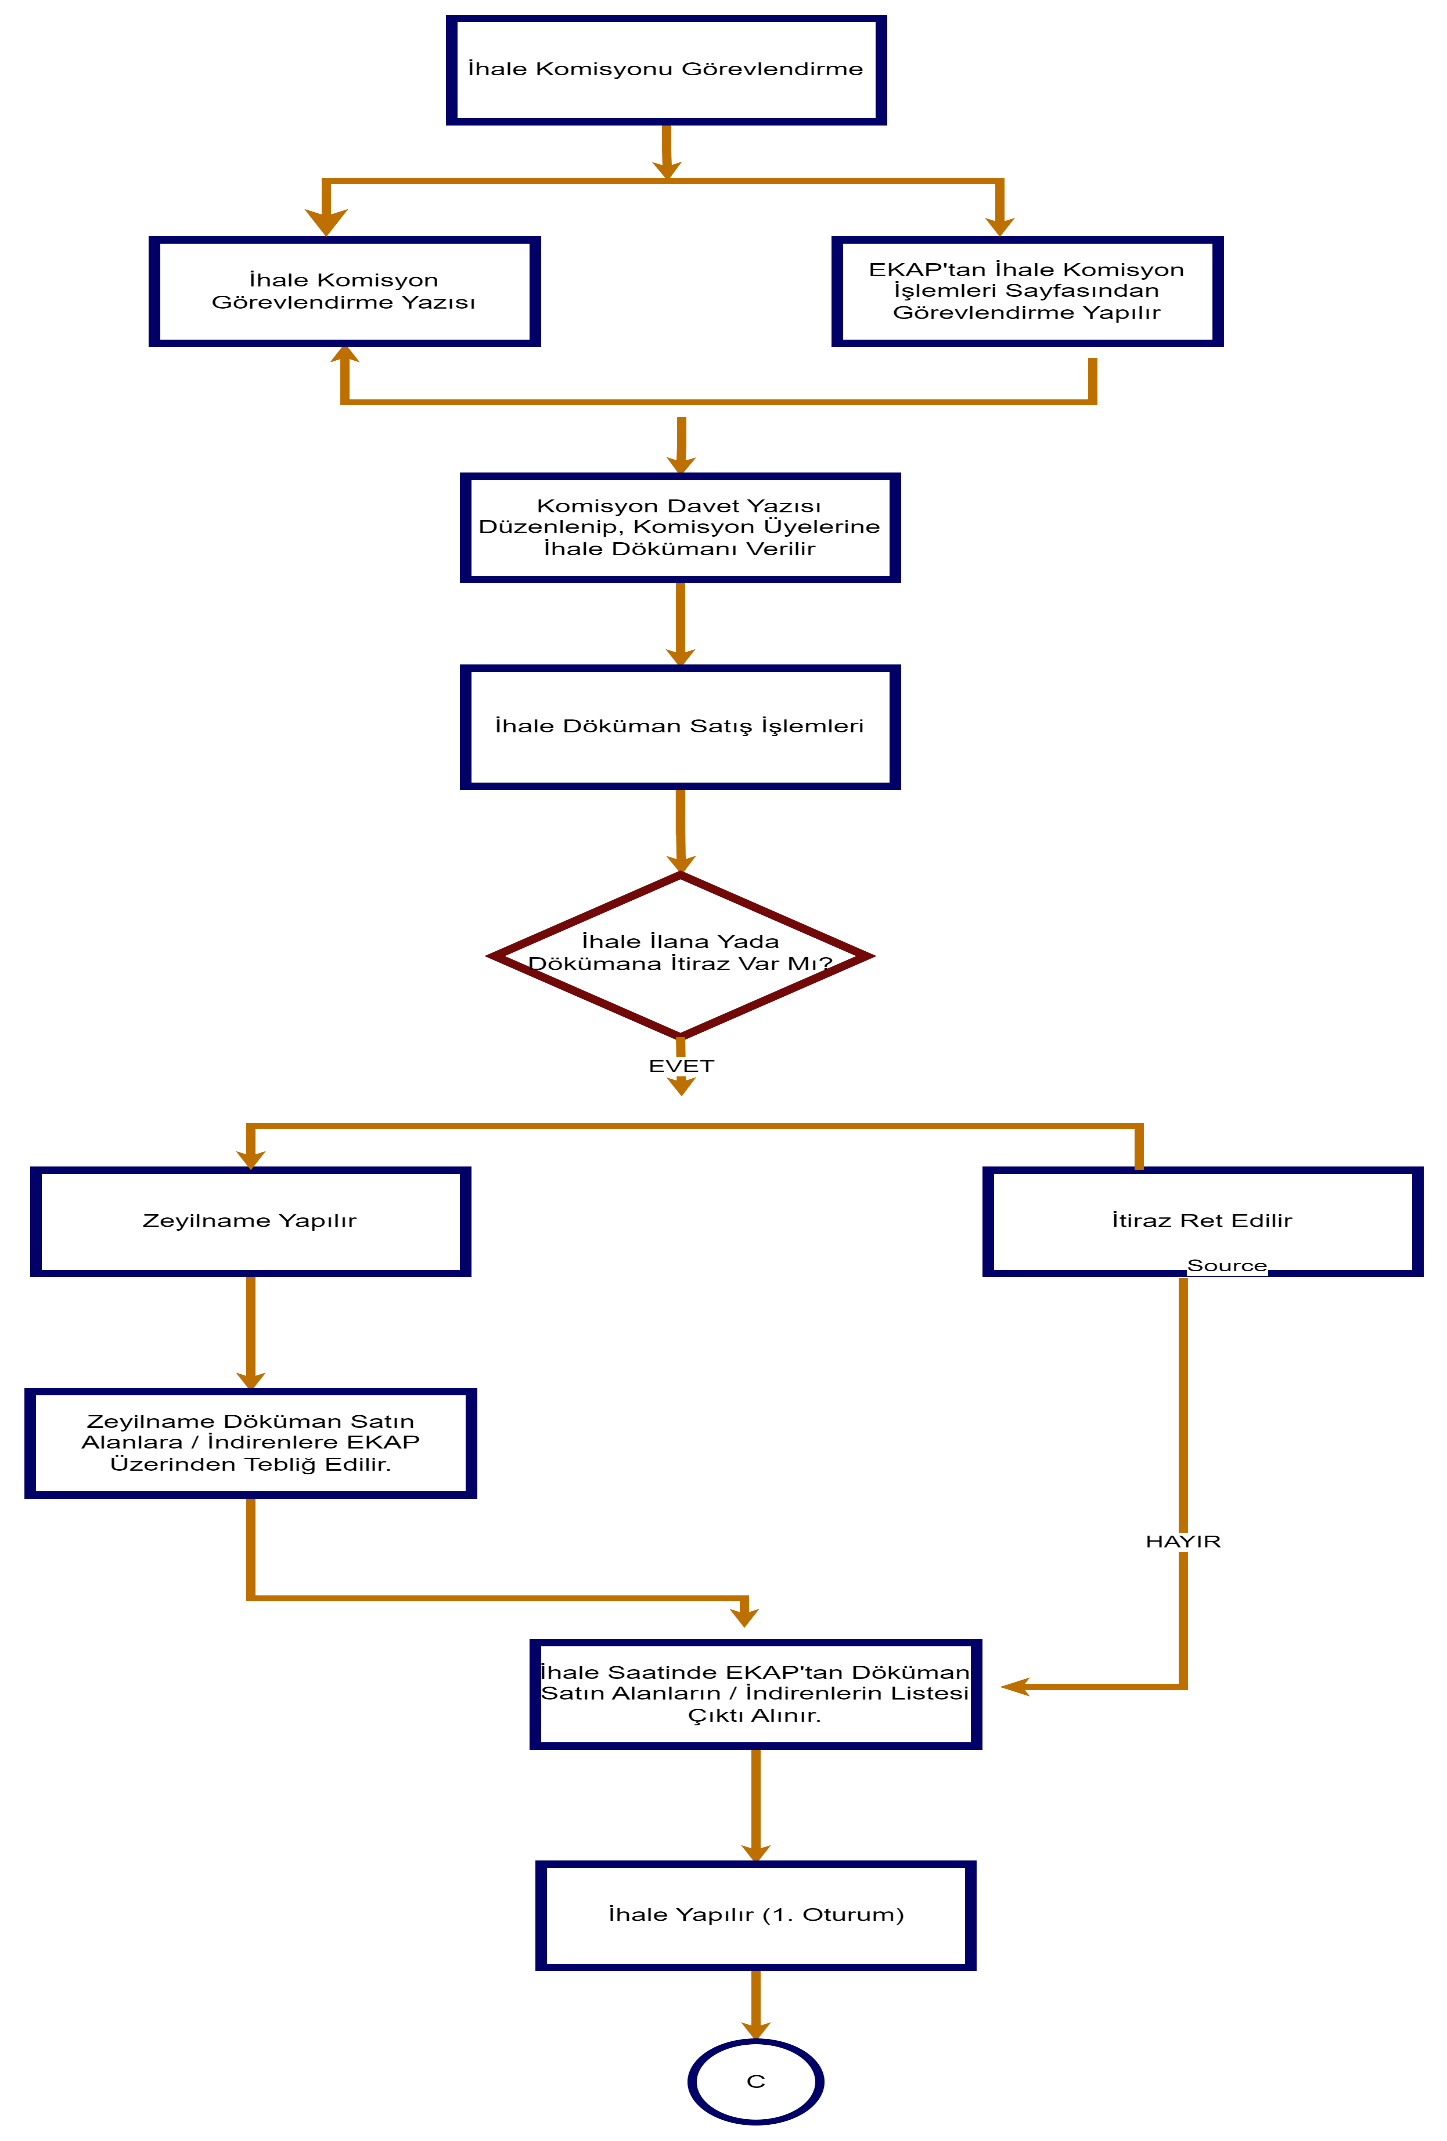 İhale Komisyonu Görevlendirme
İhale Komisyon
Görevlendirme Yazısı
EKAP'tan İhale Komisyon
İşlemleri Sayfasından
Görevlendirme Yapılır
Komisyon Davet Yazısı
Düzenlenip, Komisyon Üyelerine
İhale Dökümanı Verilir
İhale Döküman Satış İşlemleri
İhale İlana Yada
Dökümana İtiraz Var Mı?
EVET
Zeyilname Yapılır
İtiraz Ret Edilir
Source
Zeyilname Döküman Satın
Alanlara / İndirenlere EKAP
Üzerinden Tebliğ Edilir.
HAYIR
İhale Saatinde EKAP'tan Döküman
Satın Alanların / İndirenlerin Listesi
Çıktı Alınır.
İhale Yapılır (1. Oturum)
C